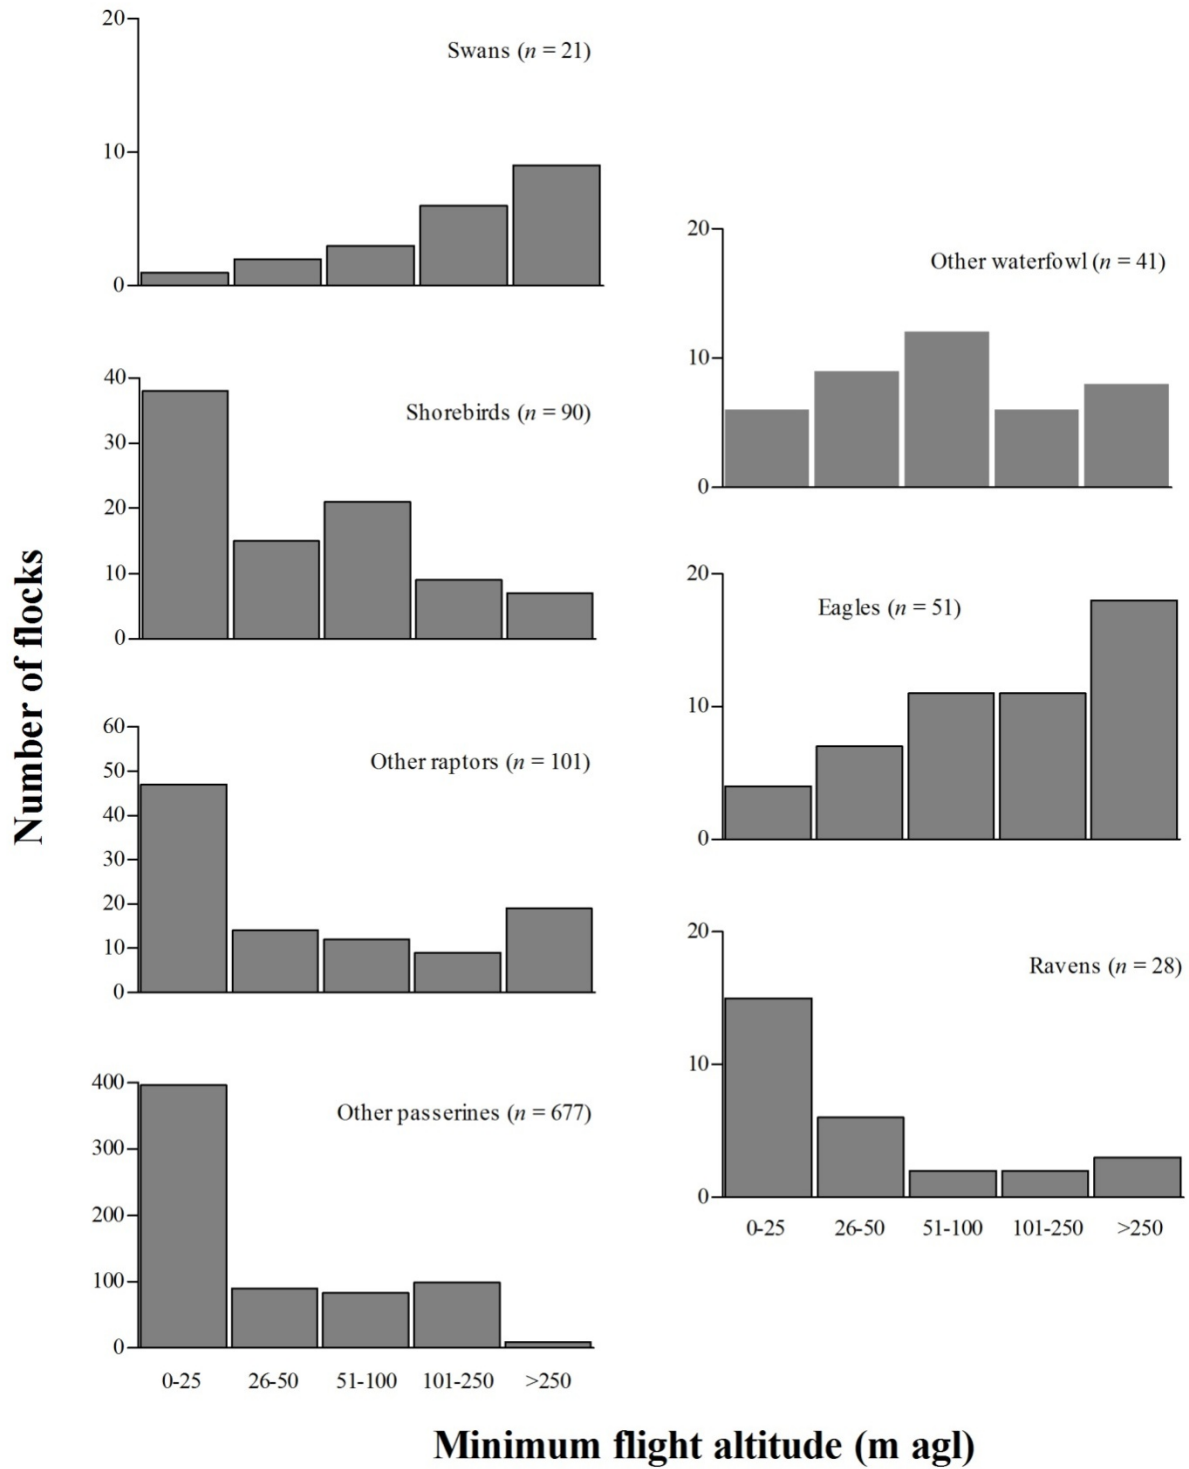 Number of flocks
20
Swans (n = 21)
10
0
40
Shorebirds (n = 90)
30
20
10
0
60
50
Other raptors (n = 101)
40
30
20
10
0
400
Other passerines (n = 677)
300
200
100
0
0-25 26-50 51-100 101-250 >250
20
Other waterfowl (n = 41)
10
0
20
Eagles (n = 51)
10
0
20
Ravens (n = 28)
10
0
0-25 26-50 51-100 101-250 >250
Minimum flight altitude (m agl)